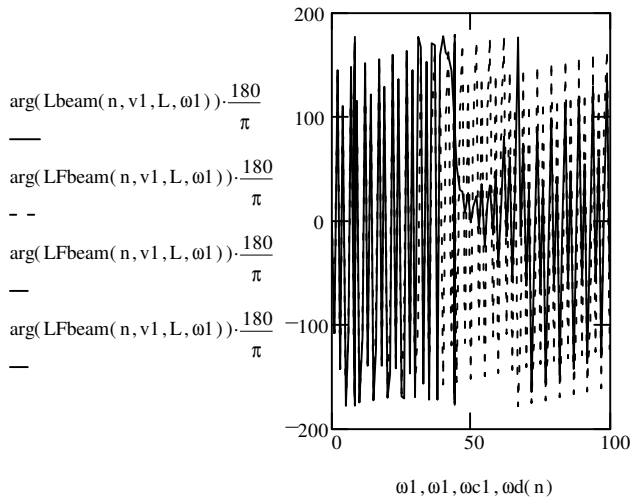 arg(Lbeam(n,v1,L,ω1))·180/π
arg(LFbeam(n,v1,L,ω1))·180/π
arg(LFbeam(n,v1,L,ω1))·180/π
arg(LFbeam(n,v1,L,ω1))·180/π
200
100
0
−100
−200
0 50 100
ω1,ω1,ωc1,ωd(n)